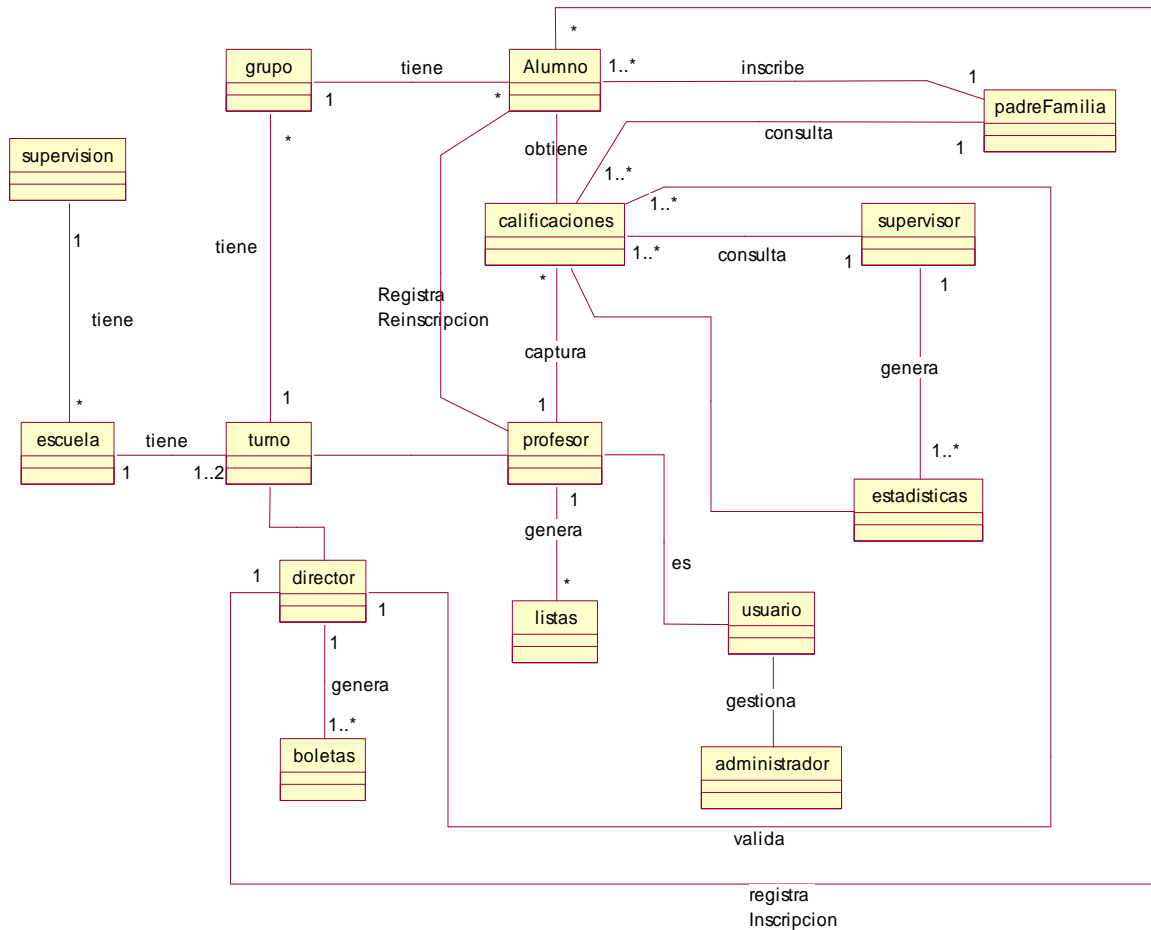 *
grupo
tiene
Alumno
1..*
inscribe
1
1
*
padreFamilia
*
consulta
supervision
obtiene
1
1..*
1..*
calificaciones
supervisor
1
tiene
1..*
consulta
1
*
1
Registra
Reinscripcion
tiene
captura
genera
*
1
1
escuela
tiene
turno
profesor
1
1..2
1..*
1
estadisticas
genera
es
1
director
*
1
listas
usuario
1
genera
gestiona
1..*
boletas
administrador
valida
registra
Inscripcion